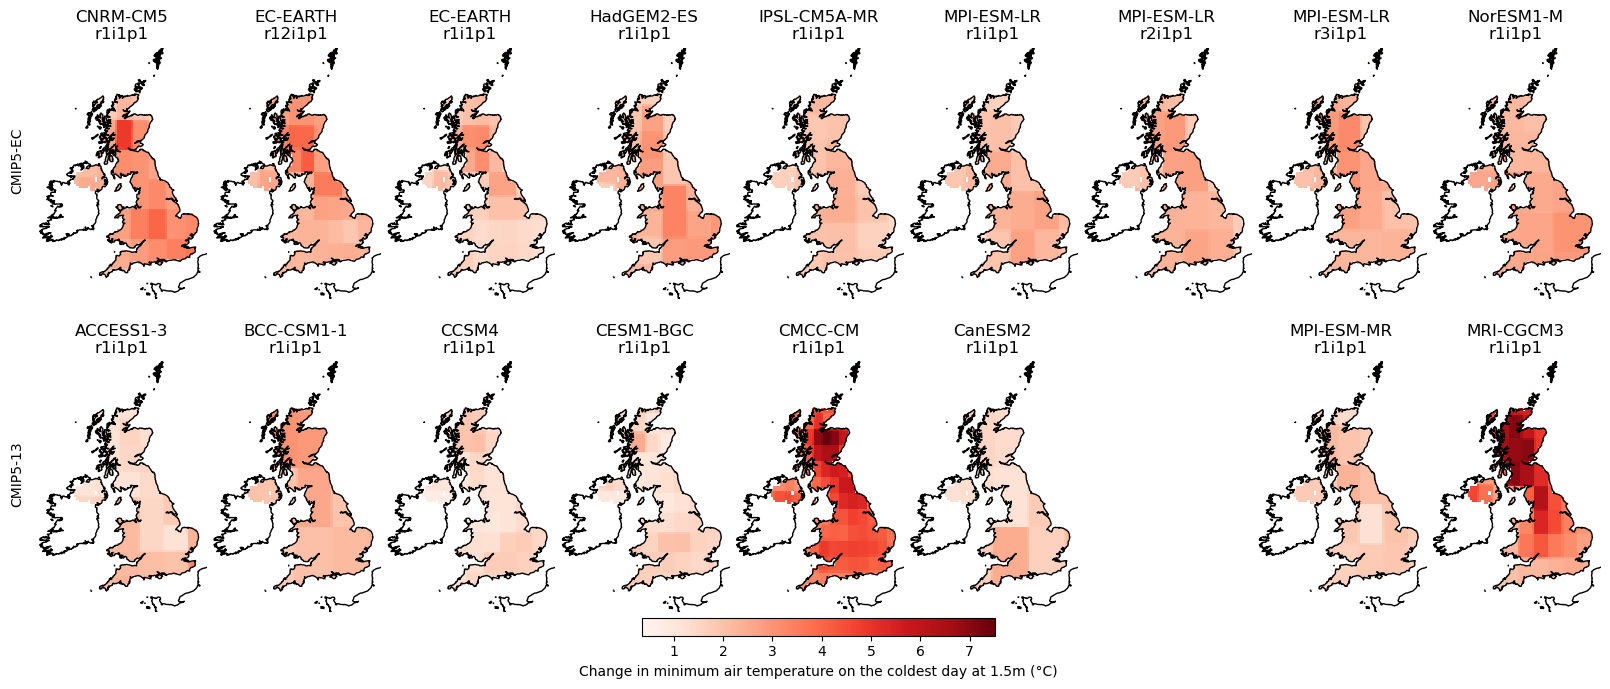 CNRM-CM5
r1i1p1
EC-EARTH
r12i1p1
EC-EARTH
r1i1p1
HadGEM2-ES
r1i1p1
IPSL-CM5A-MR
r1i1p1
MPI-ESM-LR
r1i1p1
MPI-ESM-LR
r2i1p1
MPI-ESM-LR
r3i1p1
NorESM1-M
r1i1p1
CMIP5-EC
ACCESS1-3
r1i1p1
BCC-CSM1-1
r1i1p1
CCSM4
r1i1p1
CESM1-BGC
r1i1p1
CMCC-CM
r1i1p1
CanESM2
r1i1p1
MPI-ESM-MR
r1i1p1
MRI-CGCM3
r1i1p1
CMIP5-13
1 2 3 4 5 6 7
Change in minimum air temperature on the coldest day at 1.5m (°C)